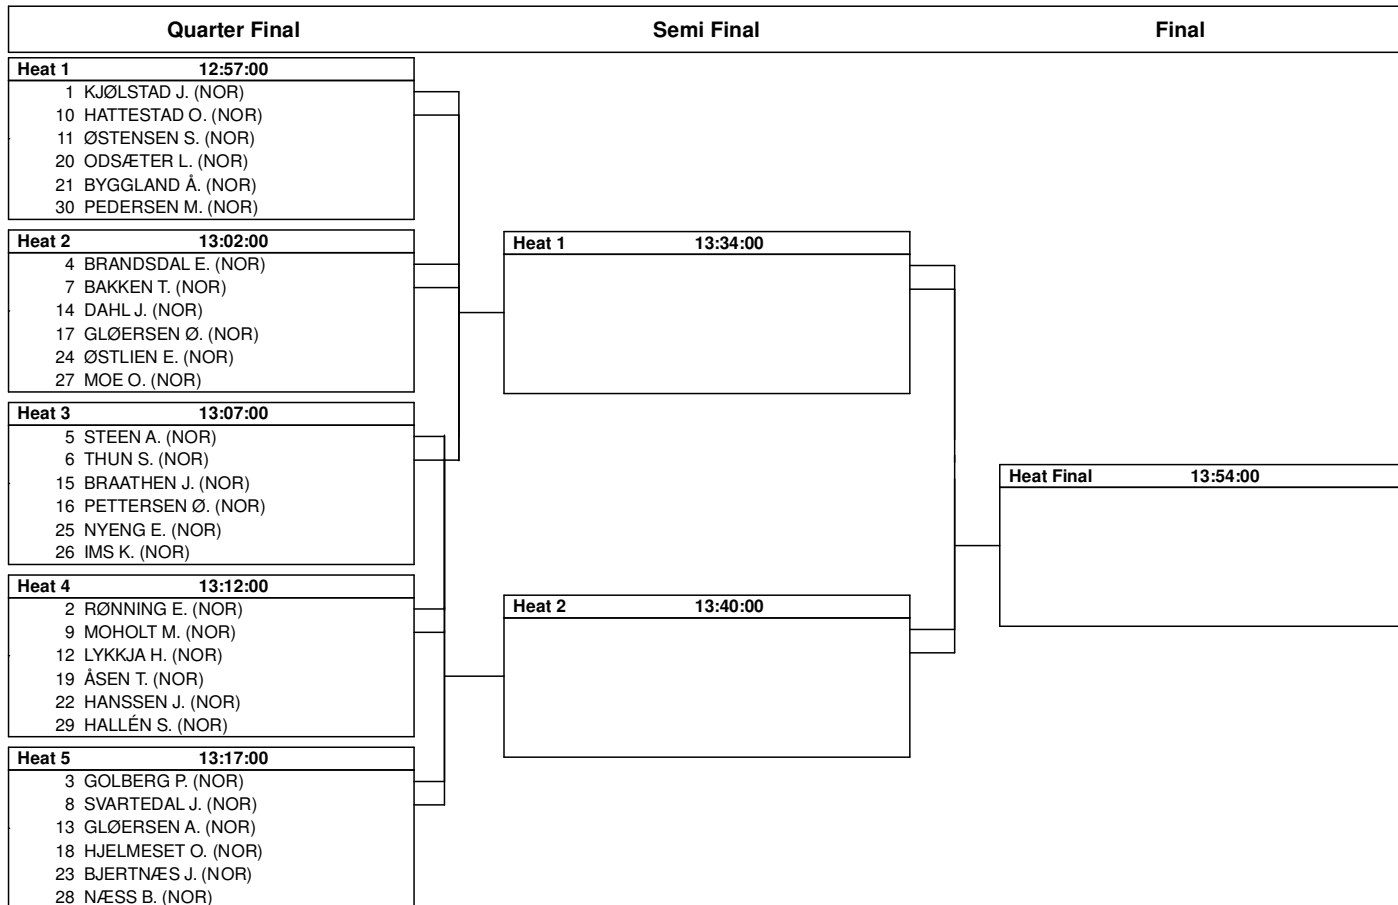 Quarter Final Semi Final Final
Heat 1 12:57:00
1 KJØLSTAD J. (NOR)
10 HATTESTAD O. (NOR)
11 ØSTENSEN S. (NOR)
20 ODSÆTER L. (NOR)
21 BYGGLAND Å. (NOR)
30 PEDERSEN M. (NOR)
Heat 2 13:02:00
4 BRANDSDAL E. (NOR)
7 BAKKEN T. (NOR)
14 DAHL J. (NOR)
17 GLØERSEN Ø. (NOR)
24 ØSTLIEN E. (NOR)
27 MOE O. (NOR)
Heat 3 13:07:00
5 STEEN A. (NOR)
6 THUN S. (NOR)
15 BRAATHEN J. (NOR)
16 PETTERSEN Ø. (NOR)
25 NYENG E. (NOR)
26 IMS K. (NOR)
Heat 4 13:12:00
2 RØNNING E. (NOR)
9 MOHOLT M. (NOR)
12 LYKKJA H. (NOR)
19 ÅSEN T. (NOR)
22 HANSSEN J. (NOR)
29 HALLÉN S. (NOR)
Heat 5 13:17:00
3 GOLBERG P. (NOR)
8 SVARTEDAL J. (NOR)
13 GLØERSEN A. (NOR)
18 HJELMESET O. (NOR)
23 BJERTNÆS J. (NOR)
28 NÆSS B. (NOR)
Heat 1 13:34:00
Heat 2 13:40:00
Heat Final 13:54:00